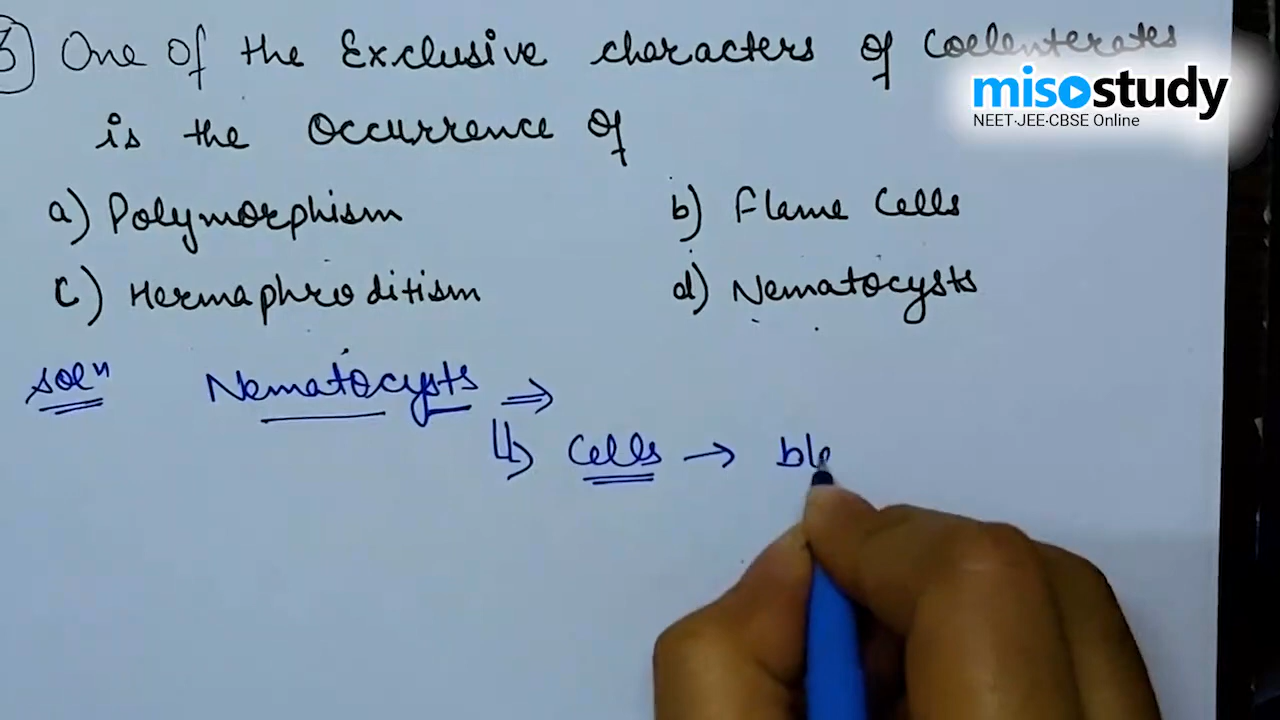 3) One of the Exclusive characters of Coelenterates
misostudy
NEET-JEE-CBSE Online
is the Occurrence of
a) Polymorphism b) Flame Cells
c) Hermaphroditism d) Nematocysts
Solⁿ Nematocysts ⇒
↳ Cells → ble